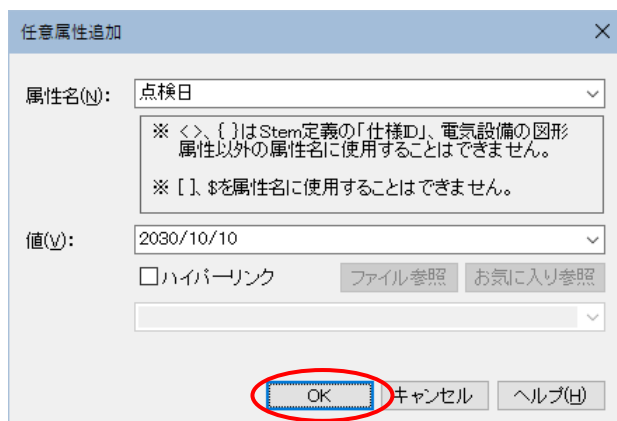 任意属性追加
属性名(N):
点検日
※ < >、{ }はStem定義の「仕様ID」、電気設備の図形
属性以外の属性名に使用することはできません。
※ [ ]、$を属性名に使用することはできません。
値(V):
2030/10/10
ハイパーリンク
ファイル参照
お気に入り参照
OK
キャンセル
ヘルプ(H)